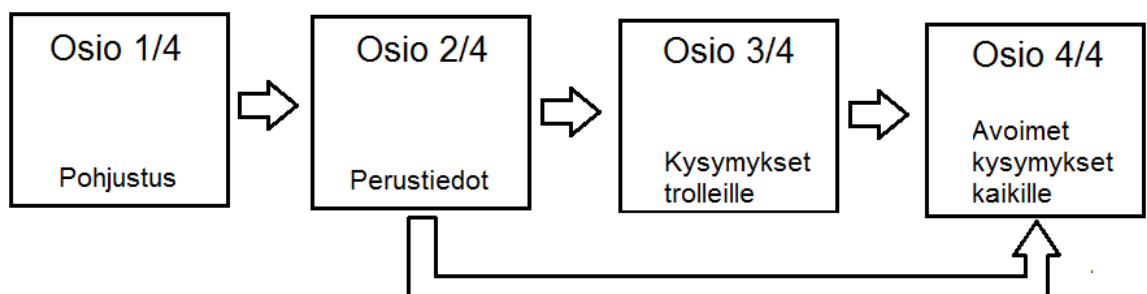 Osio 1/4
Pohjustus
Osio 2/4
Perustiedot
Osio 3/4
Kysymykset
trolleille
Osio 4/4
Avoimet
kysymykset
kaikille